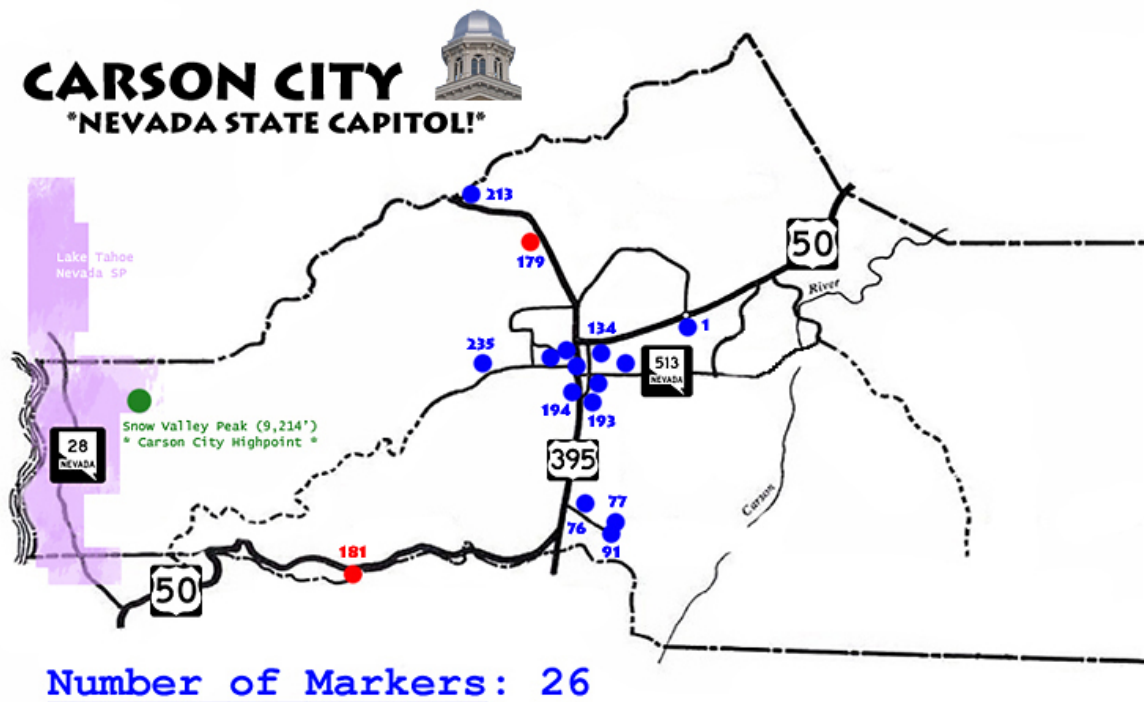 CARSON CITY
*NEVADA STATE CAPITOL!*
213
Lake Tahoe
Nevada SP
50
179
River
134
1
235
513
NEVADA
194
193
Snow Valley Peak (9,214')
* Carson City Highpoint *
28
NEVADA
395
Carson
77
76
91
181
50
Number of Markers: 26